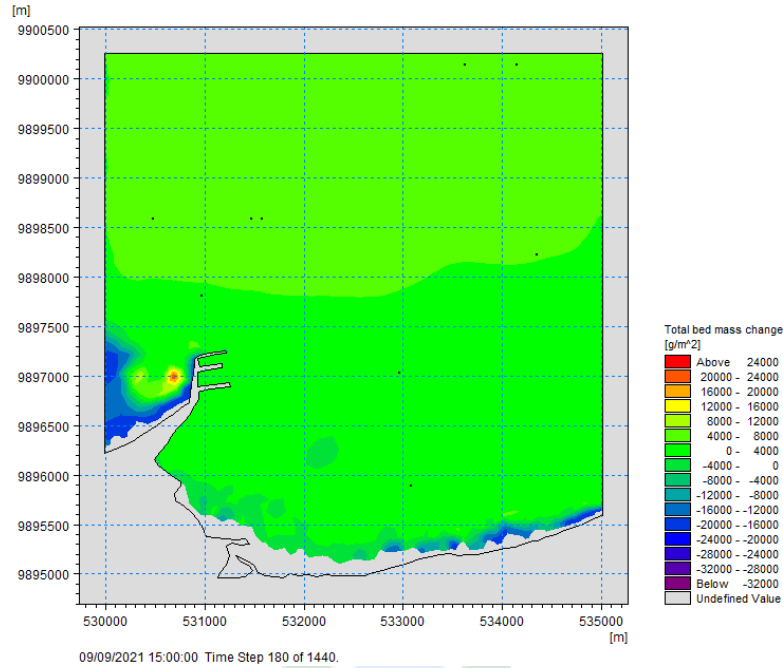 [m]
9900500
9900000
9899500
9899000
9898500
9898000
9897500
9897000
9896500
9896000
9895500
9895000
530000 531000 532000 533000 534000 535000
[m]
09/09/2021 15:00:00 Time Step 180 of 1440.
Total bed mass change
[g/m^2]
Above 24000
20000 - 24000
16000 - 20000
12000 - 16000
8000 - 12000
4000 - 8000
0 - 4000
-4000 - 0
-8000 - -4000
-12000 - -8000
-16000 - -12000
-20000 - -16000
-24000 - -20000
-28000 - -24000
-32000 - -28000
Below -32000
Undefined Value